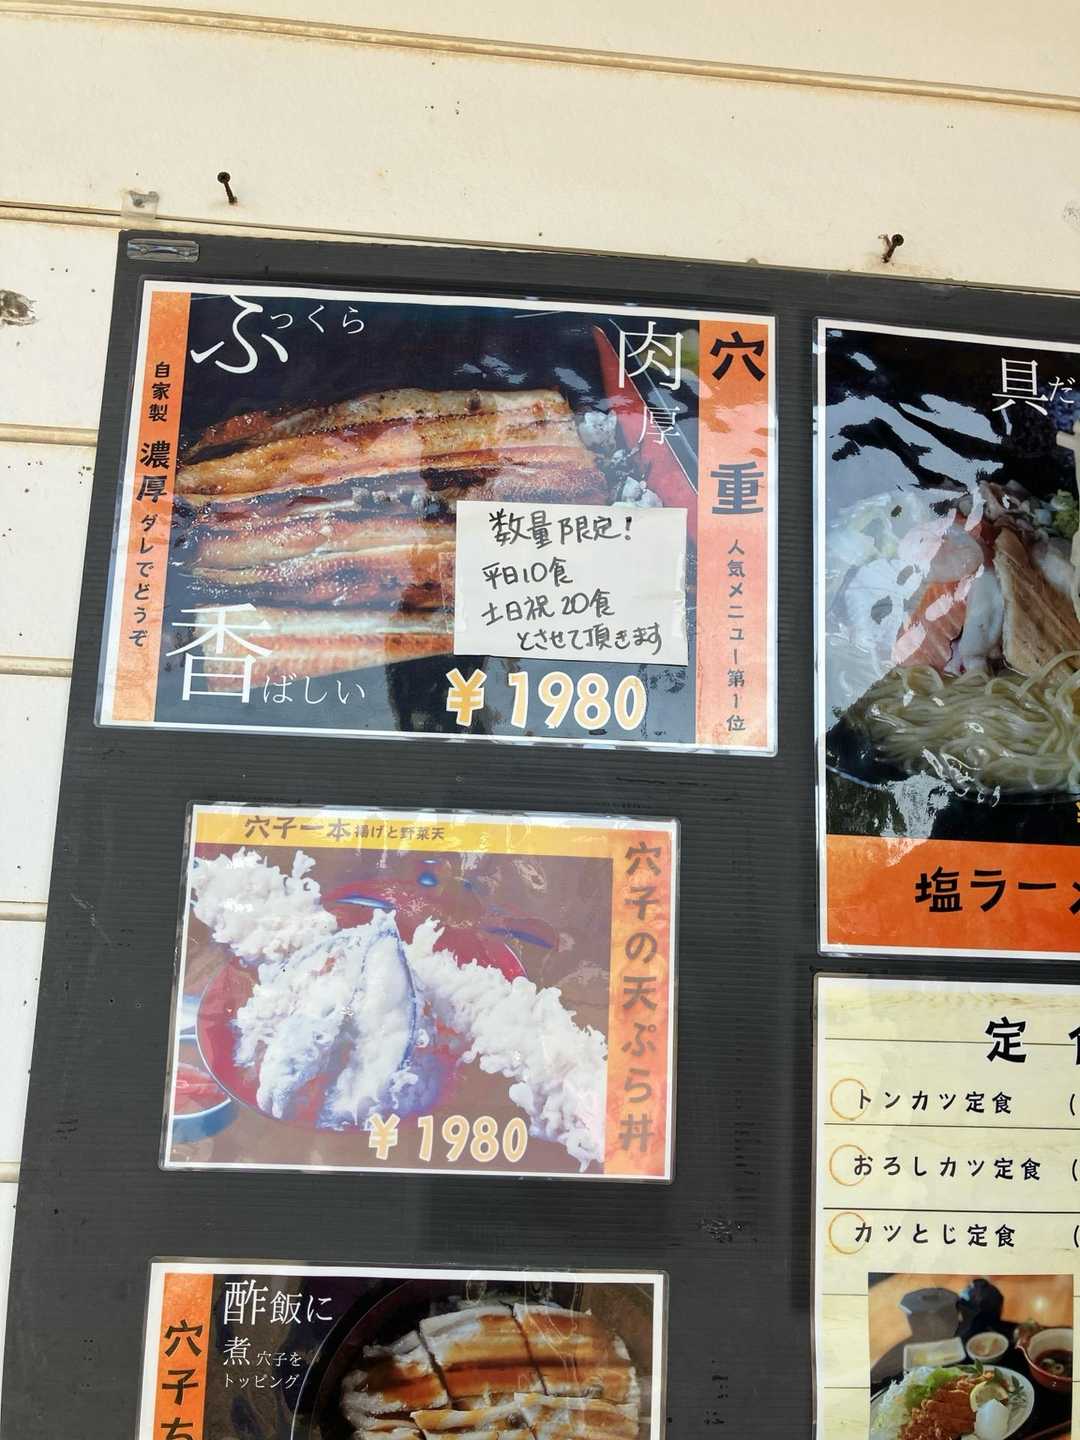 ふっくら
肉厚
穴重
人気メニュー第1位
自家製 濃厚 ダレでどうぞ
香ばしい
数量限定!
平日10食
土日祝20食
とさせて頂きます
¥1980
穴子一本揚げと野菜天
穴子の天ぷら丼
¥1980
酢飯に
煮穴子を
トッピング
穴子ち
具だ
塩ラーメ
定
トンカツ定食 (
おろしカツ定食 (
カツとじ定食 (